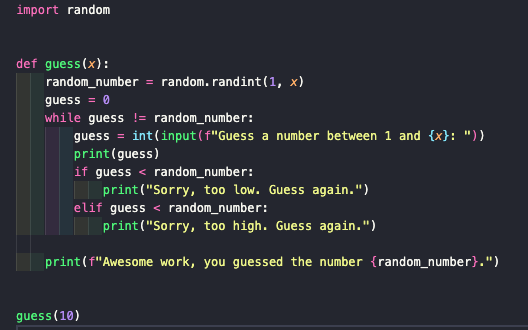 import random
def guess(x):
    random_number = random.randint(1, x)
    guess = 0
    while guess != random_number:
        guess = int(input(f"Guess a number between 1 and {x}: "))
        print(guess)
        if guess < random_number:
            print("Sorry, too low. Guess again.")
        elif guess < random_number:
            print("Sorry, too high. Guess again.")
    print(f"Awesome work, you guessed the number {random_number}.")
guess(10)